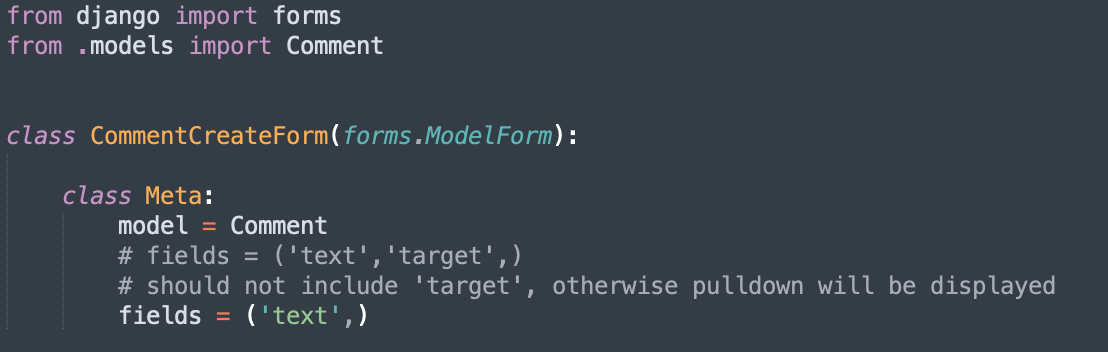 from django import forms
from .models import Comment
class CommentCreateForm(forms.ModelForm):
    class Meta:
        model = Comment
        # fields = ('text','target',)
        # should not include 'target', otherwise pulldown will be displayed
        fields = ('text',)